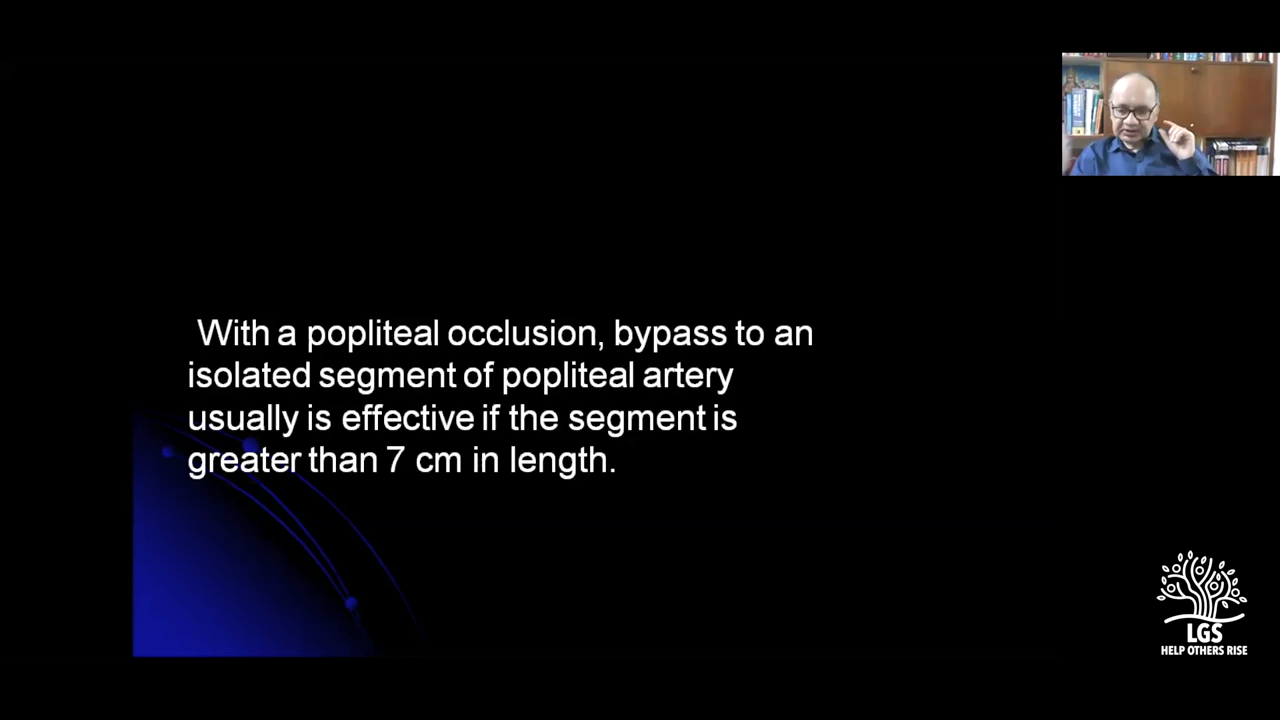 With a popliteal occlusion, bypass to an
isolated segment of popliteal artery
usually is effective if the segment is
greater than 7 cm in length.
LGS
HELP OTHERS RISE